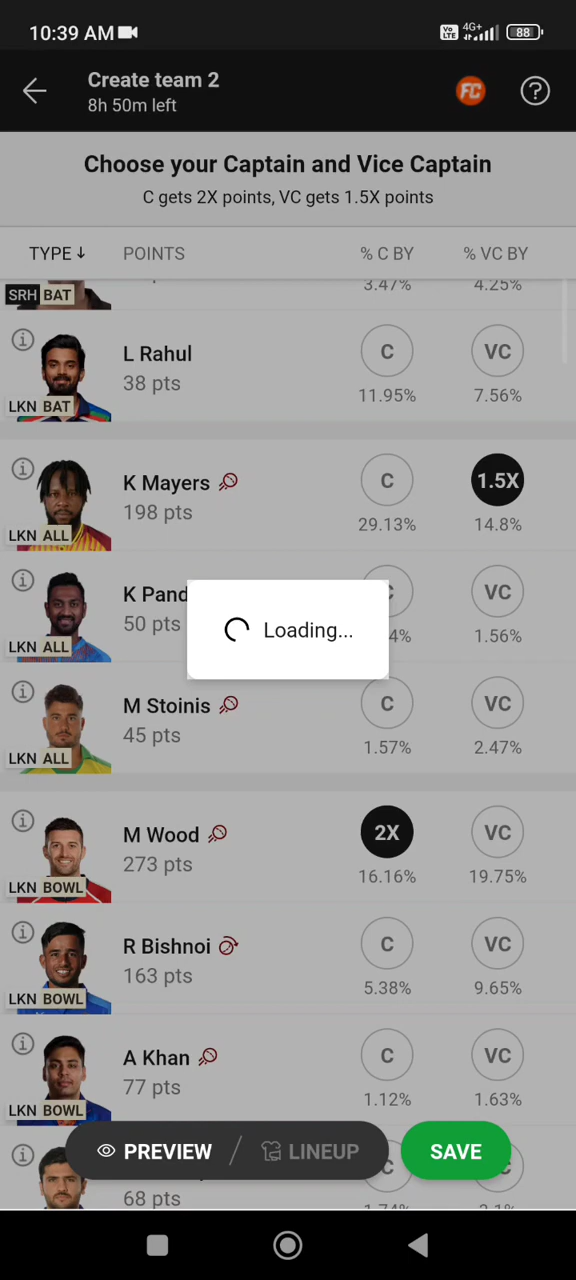 10:39 AM
Vo LTE 4G+ 88
Create team 2
8h 50m left
FC ?
Choose your Captain and Vice Captain
C gets 2X points, VC gets 1.5X points
TYPE↓ POINTS % C BY % VC BY
3.47% 4.25%
SRH BAT
L Rahul C VC
38 pts
11.95% 7.56%
LKN BAT
K Mayers C 1.5X
198 pts
29.13% 14.8%
LKN ALL
K Pand VC
50 pts
4% 1.56%
LKN ALL
Loading...
M Stoinis C VC
45 pts
1.57% 2.47%
LKN ALL
M Wood 2X VC
273 pts
16.16% 19.75%
LKN BOWL
R Bishnoi C VC
163 pts
5.38% 9.65%
LKN BOWL
A Khan C VC
77 pts
1.12% 1.63%
LKN BOWL
PREVIEW / LINEUP SAVE
68 pts